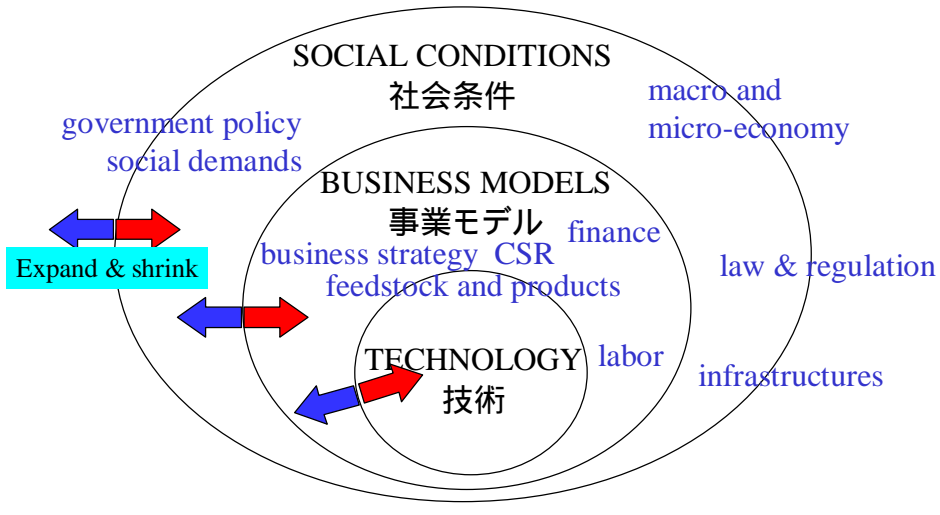 SOCIAL CONDITIONS
社会条件
macro and
micro-economy
government policy
social demands
BUSINESS MODELS
事業モデル
finance
business strategy CSR
feedstock and products
Expand & shrink
law & regulation
TECHNOLOGY
技術
labor
infrastructures